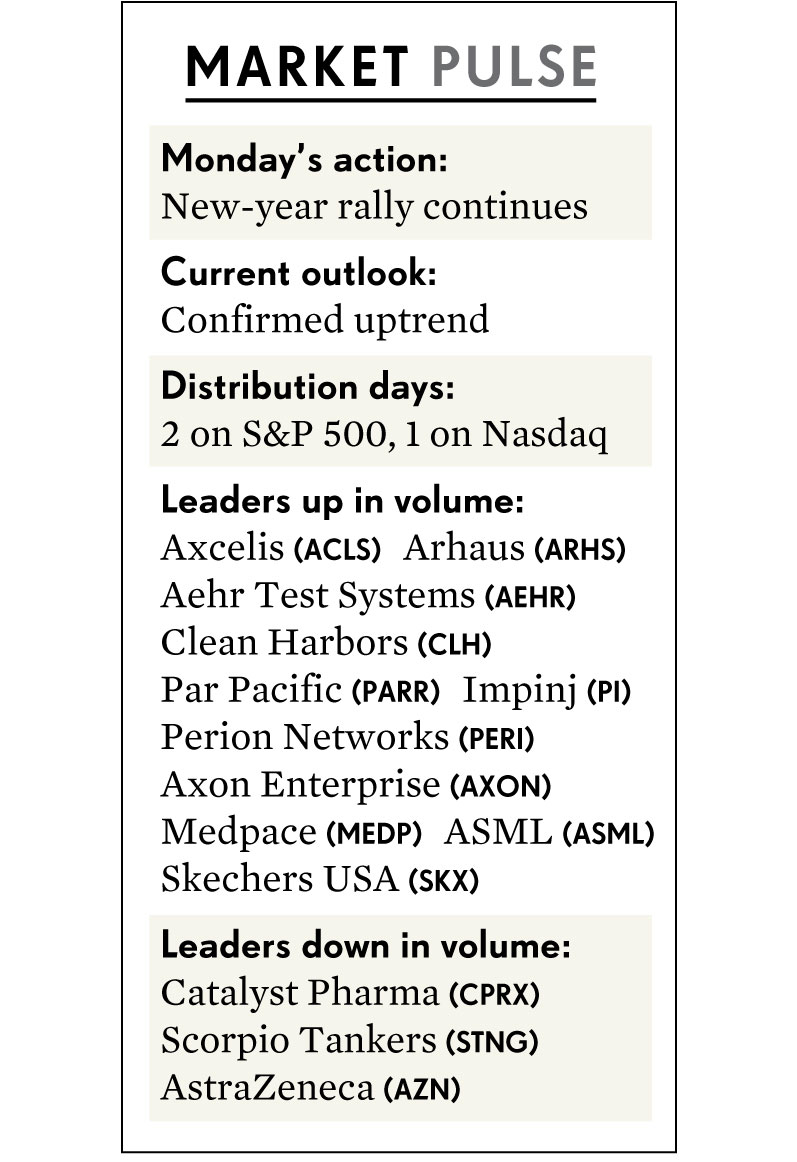 MARKET PULSE
Monday’s action:
New-year rally continues
Current outlook:
Confirmed uptrend
Distribution days:
2 on S&P 500, 1 on Nasdaq
Leaders up in volume:
Axcelis (ACLS) Arhaus (ARHS)
Aehr Test Systems (AEHR)
Clean Harbors (CLH)
Par Pacific (PARR) Impinj (PI)
Perion Networks (PERI)
Axon Enterprise (AXON)
Medpace (MEDP) ASML (ASML)
Skechers USA (SKX)
Leaders down in volume:
Catalyst Pharma (CPRX)
Scorpio Tankers (STNG)
AstraZeneca (AZN)